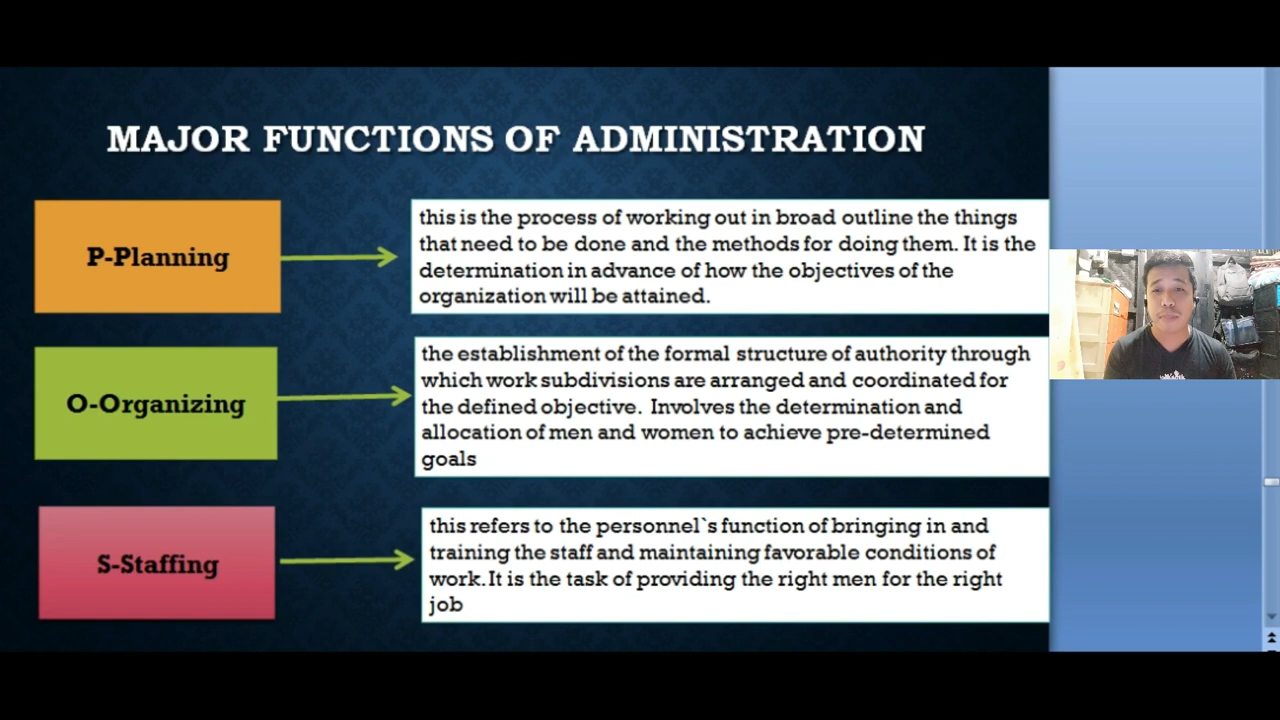 MAJOR FUNCTIONS OF ADMINISTRATION
P-Planning
this is the process of working out in broad outline the things
that need to be done and the methods for doing them. It is the
determination in advance of how the objectives of the
organization will be attained.
O-Organizing
the establishment of the formal structure of authority through
which work subdivisions are arranged and coordinated for
the defined objective. Involves the determination and
allocation of men and women to achieve pre-determined
goals
S-Staffing
this refers to the personnel`s function of bringing in and
training the staff and maintaining favorable conditions of
work. It is the task of providing the right men for the right
job